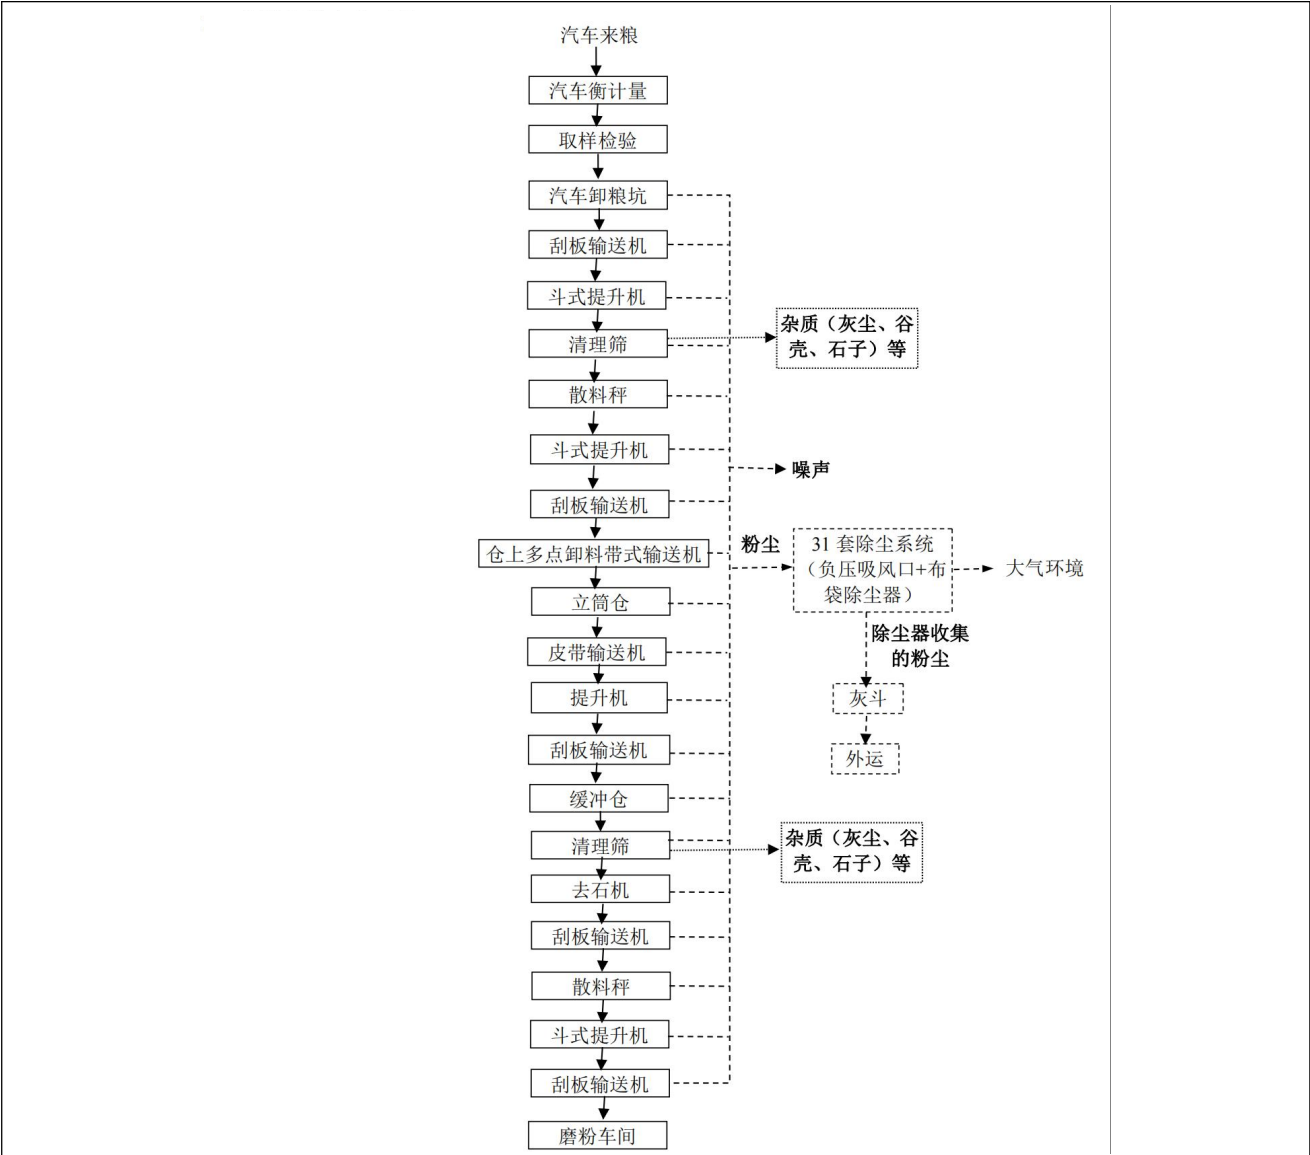 汽车来粮
汽车衡计量
取样检验
汽车卸粮坑
刮板输送机
斗式提升机
清理筛
杂质（灰尘、谷
壳、石子）等
散料秤
斗式提升机
噪声
刮板输送机
仓上多点卸料带式输送机
粉尘
31 套除尘系统
（负压吸风口+布
袋除尘器）
大气环境
立筒仓
除尘器收集
的粉尘
皮带输送机
提升机
灰斗
刮板输送机
外运
缓冲仓
清理筛
杂质（灰尘、谷
壳、石子）等
去石机
刮板输送机
散料秤
斗式提升机
刮板输送机
磨粉车间